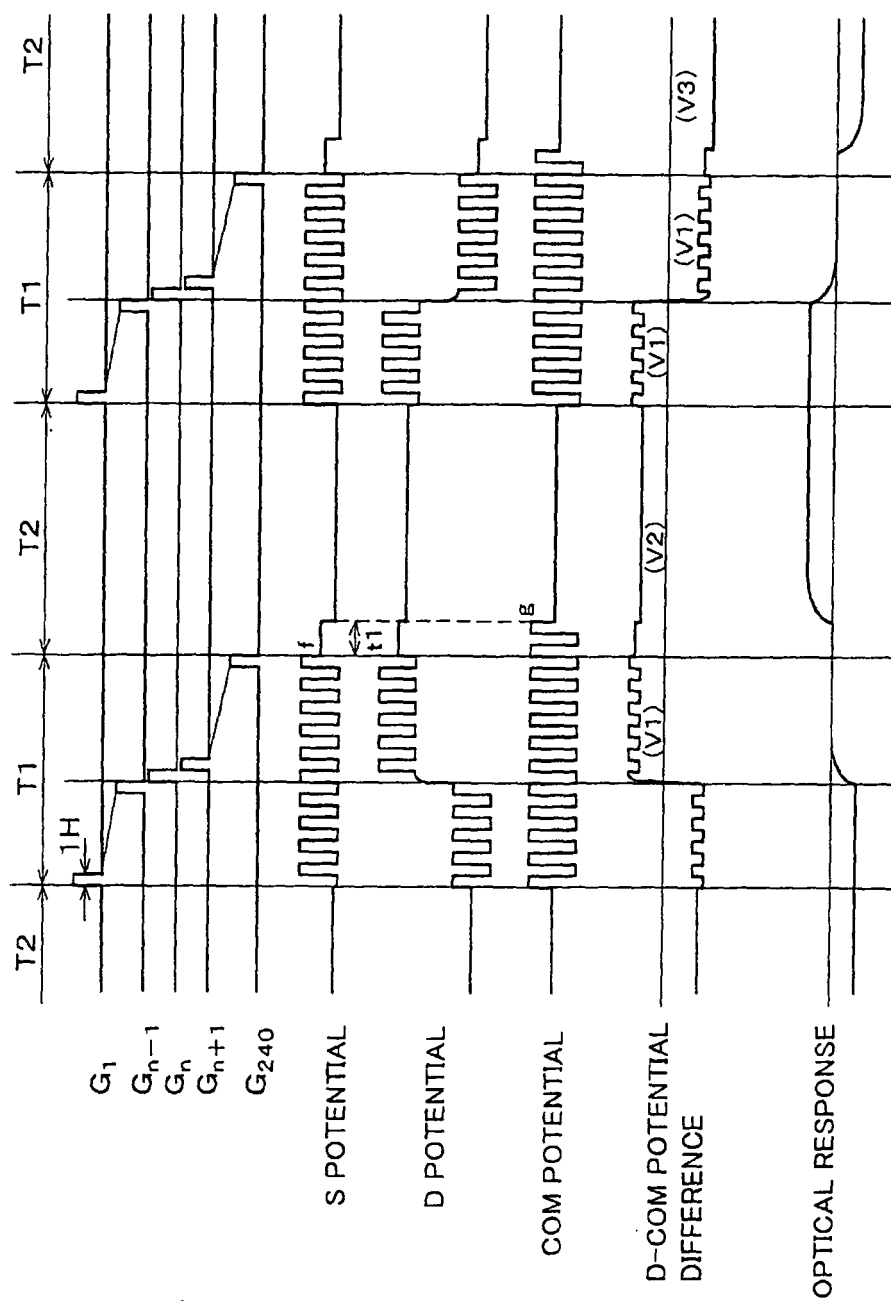 T2
T1
T2
T1
T2
1H
G1
Gn−1
Gn
Gn+1
G240
S POTENTIAL
f
t1
D POTENTIAL
COM POTENTIAL
g
D-COM POTENTIAL
DIFFERENCE
(V1)
(V2)
(V1)
(V1)
(V3)
OPTICAL RESPONSE